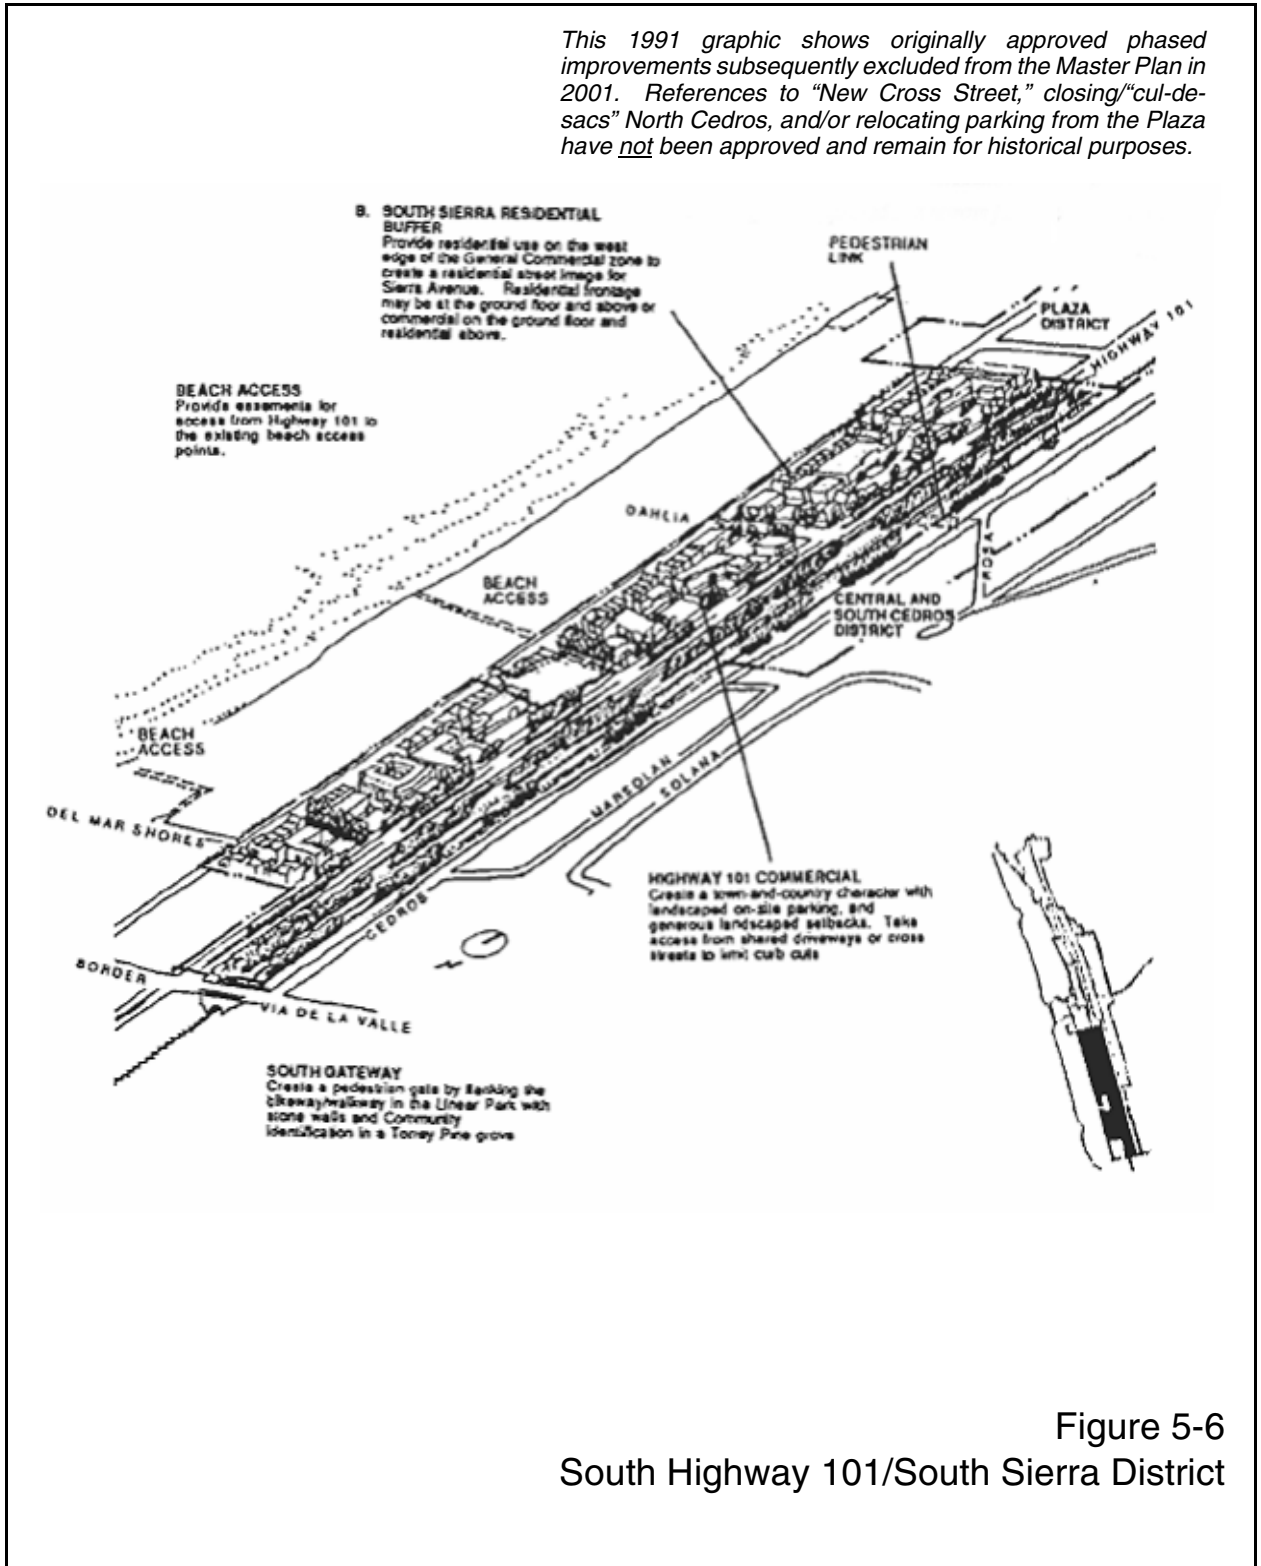 This 1991 graphic shows originally approved phased
improvements subsequently excluded from the Master Plan in
2001. References to “New Cross Street,” closing/“cul-de-
sacs” North Cedros, and/or relocating parking from the Plaza
have not been approved and remain for historical purposes.
B. SOUTH SIERRA RESIDENTIAL
BUFFER
Provide residential use on the west
edge of the General Commercial zone to
create a residential street image for
Sierra Avenue. Residential frontage
may be at the ground floor and above or
commercial on the ground floor and
residential above.
PEDESTRIAN
LINK
PLAZA
DISTRICT
HIGHWAY 101
BEACH ACCESS
Provide easements for
access from Highway 101 to
the existing beach access
points.
DAHLIA
BEACH
ACCESS
ROSA
CENTRAL AND
SOUTH CEDROS
DISTRICT
BEACH
ACCESS
MARSOLAN
SOLANA
DEL MAR SHORES
HIGHWAY 101 COMMERCIAL
Create a town-and-country character with
landscaped on-site parking, and
generous landscaped setbacks. Take
access from shared driveways or cross
streets to limit curb cuts
CEDROS
BORDER
VIA DE LA VALLE
SOUTH GATEWAY
Create a pedestrian gate by flanking the
bikeway/walkway in the Linear Park with
stone walls and Community
Identification in a Torrey Pine grove
Figure 5-6
South Highway 101/South Sierra District